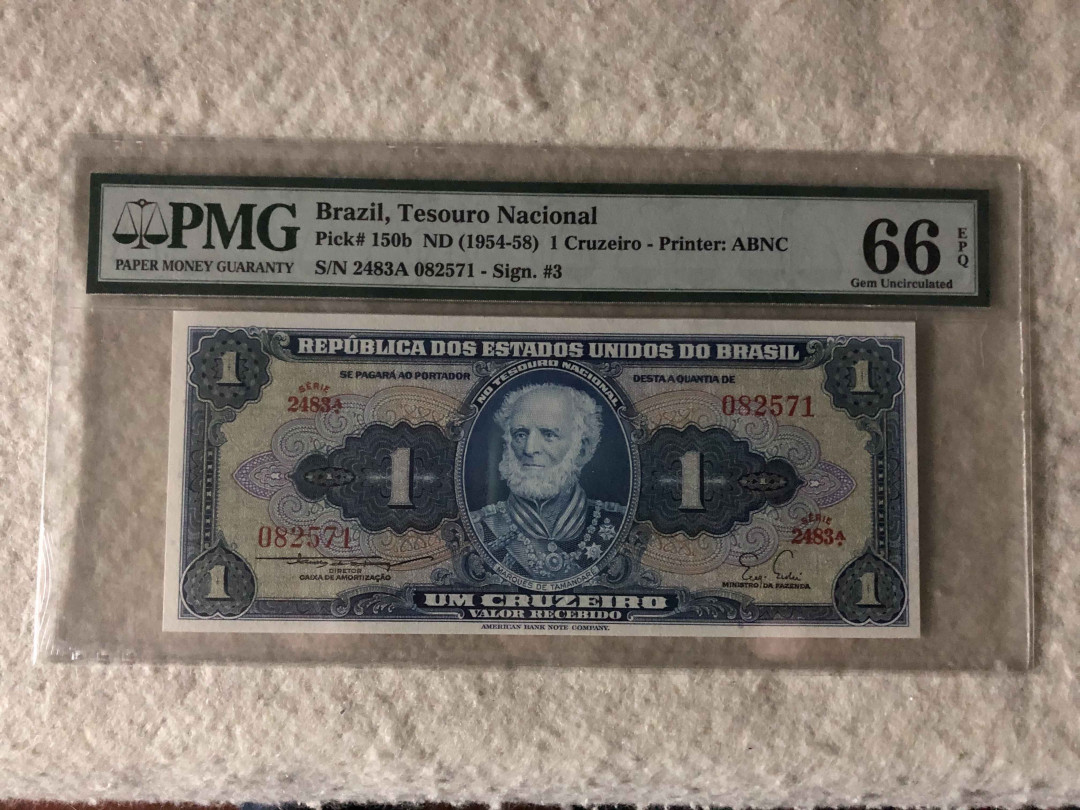 PMG
PAPER MONEY GUARANTY
Brazil, Tesouro Nacional
Pick# 150b ND (1954-58) 1 Cruzeiro - Printer: ABNC
S/N 2483A 082571 - Sign. #3
66
EPQ
Gem Uncirculated
1
REPÚBLICA DOS ESTADOS UNIDOS DO BRASIL
1
SE PAGARÁ AO PORTADOR
NO TESOURO NACIONAL
DESTA A QUANTIA DE
SÉRIE
2483A
082571
1
1
082571
SÉRIE
2483A
DIRETOR
CAIXA DE AMORTIZAÇÃO
MARQUÊS DE TAMANDARÉ
MINISTRO DA FAZENDA
1
UM CRUZEIRO
1
VALOR RECEBIDO
AMERICAN BANK NOTE COMPANY.